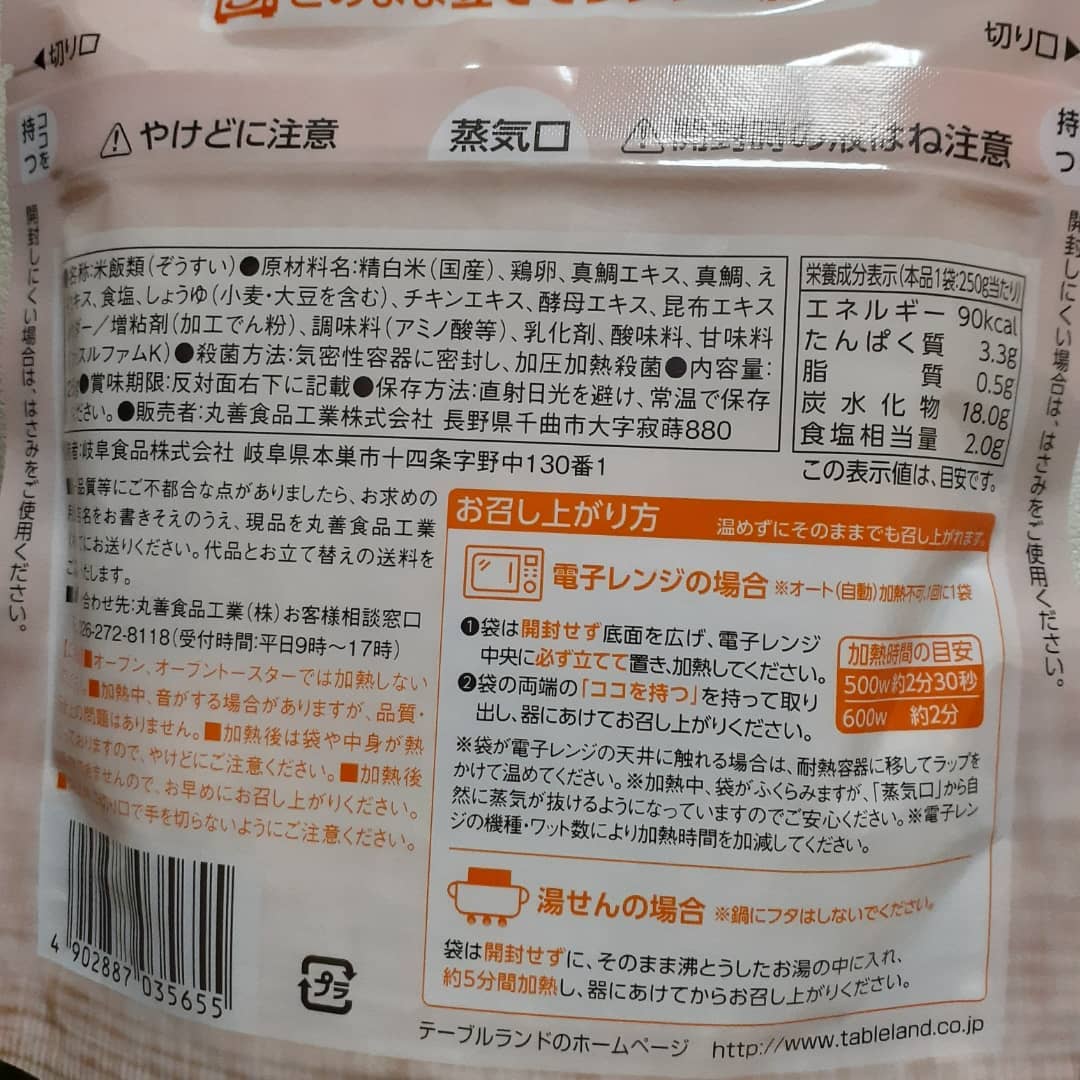 切り口
切り口
ココを持つ
やけどに注意
蒸気口
開封時の液はね注意
持つ
開封しにくい場合は、はさみをご使用ください。
開封しにくい場合は、はさみをご使用ください。
名称:米飯類(ぞうすい)●原材料名:精白米(国産)、鶏卵、真鯛エキス、真鯛、え
キス、食塩、しょうゆ(小麦・大豆を含む)、チキンエキス、酵母エキス、昆布エキス
ダー/増粘剤(加工でん粉)、調味料(アミノ酸等)、乳化剤、酸味料、甘味料
スルファムK)●殺菌方法:気密性容器に密封し、加圧加熱殺菌●内容量:
●賞味期限:反対面右下に記載●保存方法:直射日光を避け、常温で保存
ださい。●販売者:丸善食品工業株式会社 長野県千曲市大字寂蒔880
者:岐阜食品株式会社 岐阜県本巣市十四条字野中130番1
栄養成分表示(本品1袋:250g当たり)
エネルギー 90kcal
たんぱく質 3.3g
脂質 0.5g
炭水化物 18.0g
食塩相当量 2.0g
この表示値は、目安です。
品質等にご不都合な点がありましたら、お求めの
名をお書きそえのうえ、現品を丸善食品工業
にお送りください。代品とお立て替えの送料を
たします。
合わせ先:丸善食品工業(株)お客様相談窓口
026-272-8118(受付時間:平日9時〜17時)
■オーブン、オーブントースターでは加熱しない
■加熱中、音がする場合がありますが、品質・
上の問題はありません。■加熱後は袋や中身が熱
っておりますので、やけどにご注意ください。■加熱後
ませんので、お早めにお召し上がりください。
り口で手を切らないようにご注意ください。
お召し上がり方 温めずにそのままでも召し上がれます。
電子レンジの場合 ※オート(自動)加熱不可、1回に1袋
❶袋は開封せず底面を広げ、電子レンジ
中央に必ず立てて置き、加熱してください。
❷袋の両端の「ココを持つ」を持って取り
出し、器にあけてお召し上がりください。
加熱時間の目安
500w 約2分30秒
600w 約2分
※袋が電子レンジの天井に触れる場合は、耐熱容器に移してラップを
かけて温めてください。※加熱中、袋がふくらみますが、「蒸気口」から自
然に蒸気が抜けるようになっていますのでご安心ください。※電子レン
ジの機種・ワット数により加熱時間を加減してください。
湯せんの場合 ※鍋にフタはしないでください。
袋は開封せずに、そのまま沸とうしたお湯の中に入れ、
約5分間加熱し、器にあけてからお召し上がりください。
4 902887 035655
プラ
テーブルランドのホームページ http://www.tableland.co.jp